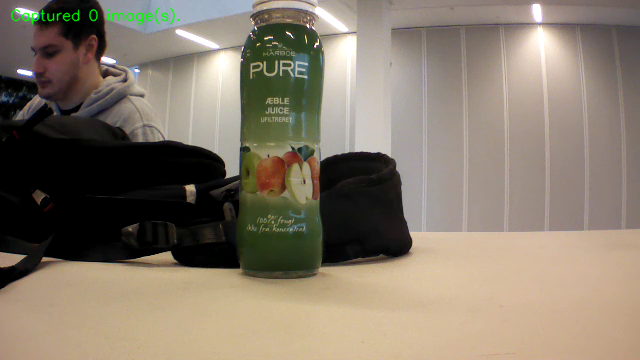 Captured 0 image(s).
HARBOE
PURE
ÆBLE
JUICE
UFILTRERET
100% frugt
ikke fra koncentrat